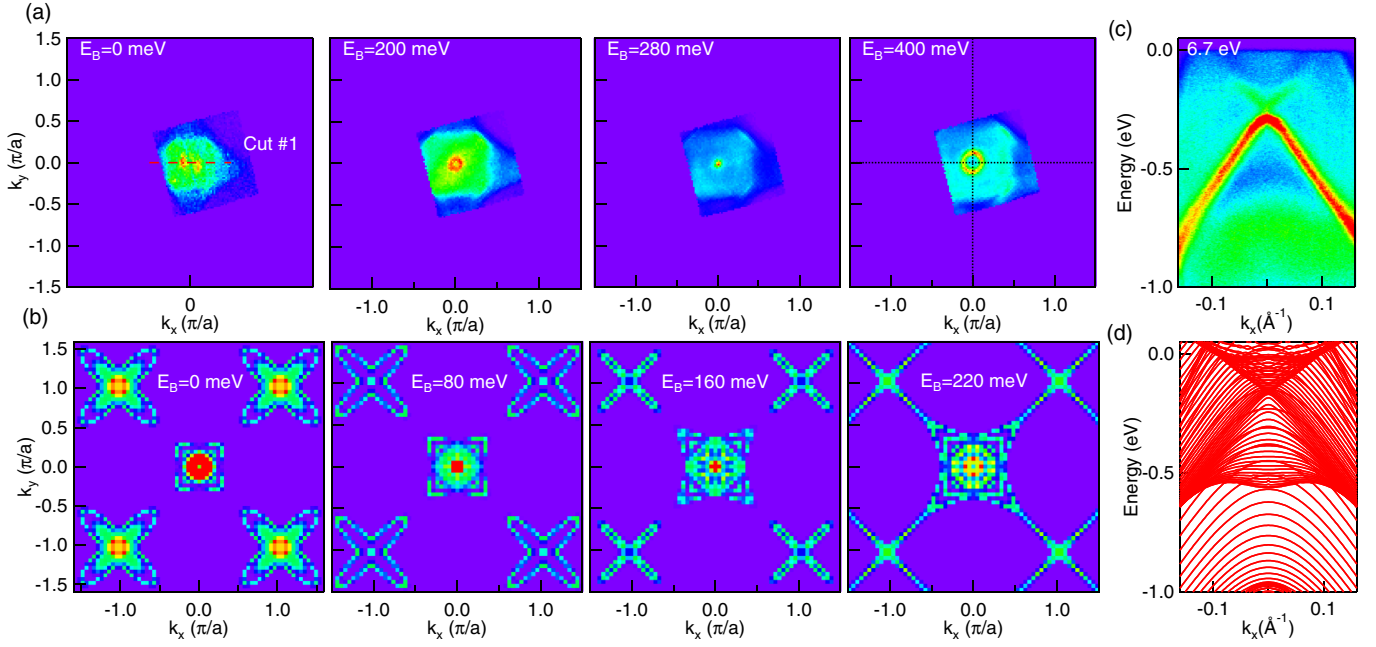 (a)
E_B=0 meV
E_B=200 meV
E_B=280 meV
E_B=400 meV
Cut #1
1.5
1.0
0.5
0.0
-0.5
-1.0
-1.5
k_y (π/a)
0
k_x (π/a)
-1.0 0.0 1.0
k_x (π/a)
-1.0 0.0 1.0
k_x (π/a)
-1.0 0.0 1.0
k_x (π/a)
(c)
6.7 eV
0.0
-0.5
-1.0
Energy (eV)
-0.1 0.1
k_x(Å⁻¹)
(b)
E_B=0 meV
E_B=80 meV
E_B=160 meV
E_B=220 meV
1.5
1.0
0.5
0.0
-0.5
-1.0
-1.5
k_y (π/a)
-1.0 0.0 1.0
k_x (π/a)
-1.0 0.0 1.0
k_x (π/a)
-1.0 0.0 1.0
k_x (π/a)
-1.0 0.0 1.0
k_x (π/a)
(d)
0.0
-0.5
-1.0
Energy (eV)
-0.1 0.1
k_x(Å⁻¹)